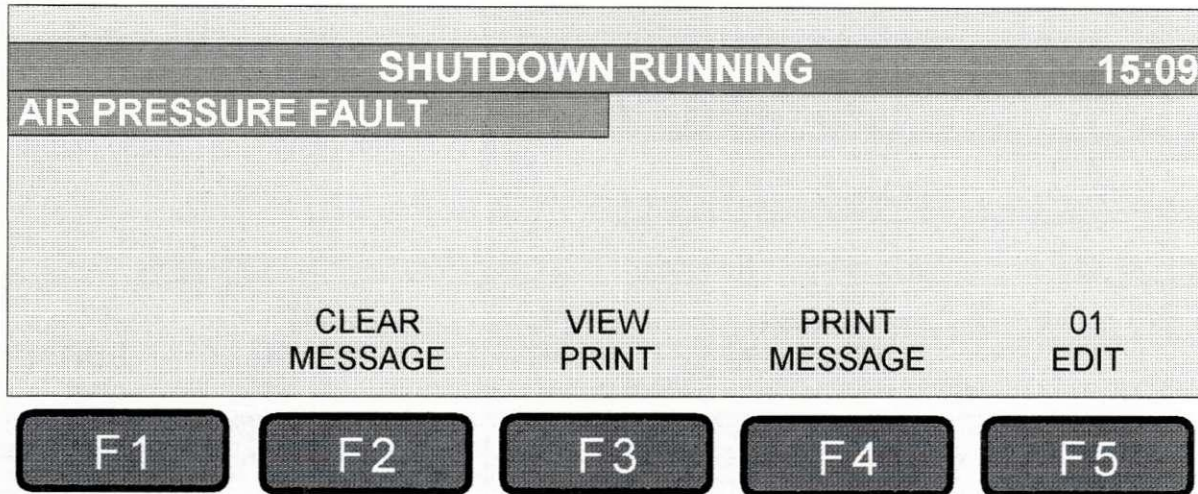 SHUTDOWN RUNNING 15:09
AIR PRESSURE FAULT
CLEAR MESSAGE VIEW PRINT PRINT MESSAGE 01 EDIT
F1 F2 F3 F4 F5